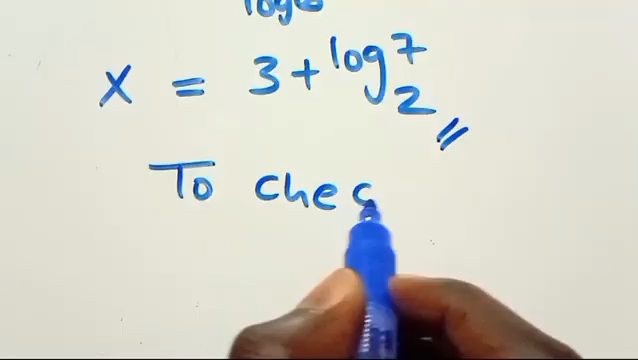 x = 3 + log₂7
To chec